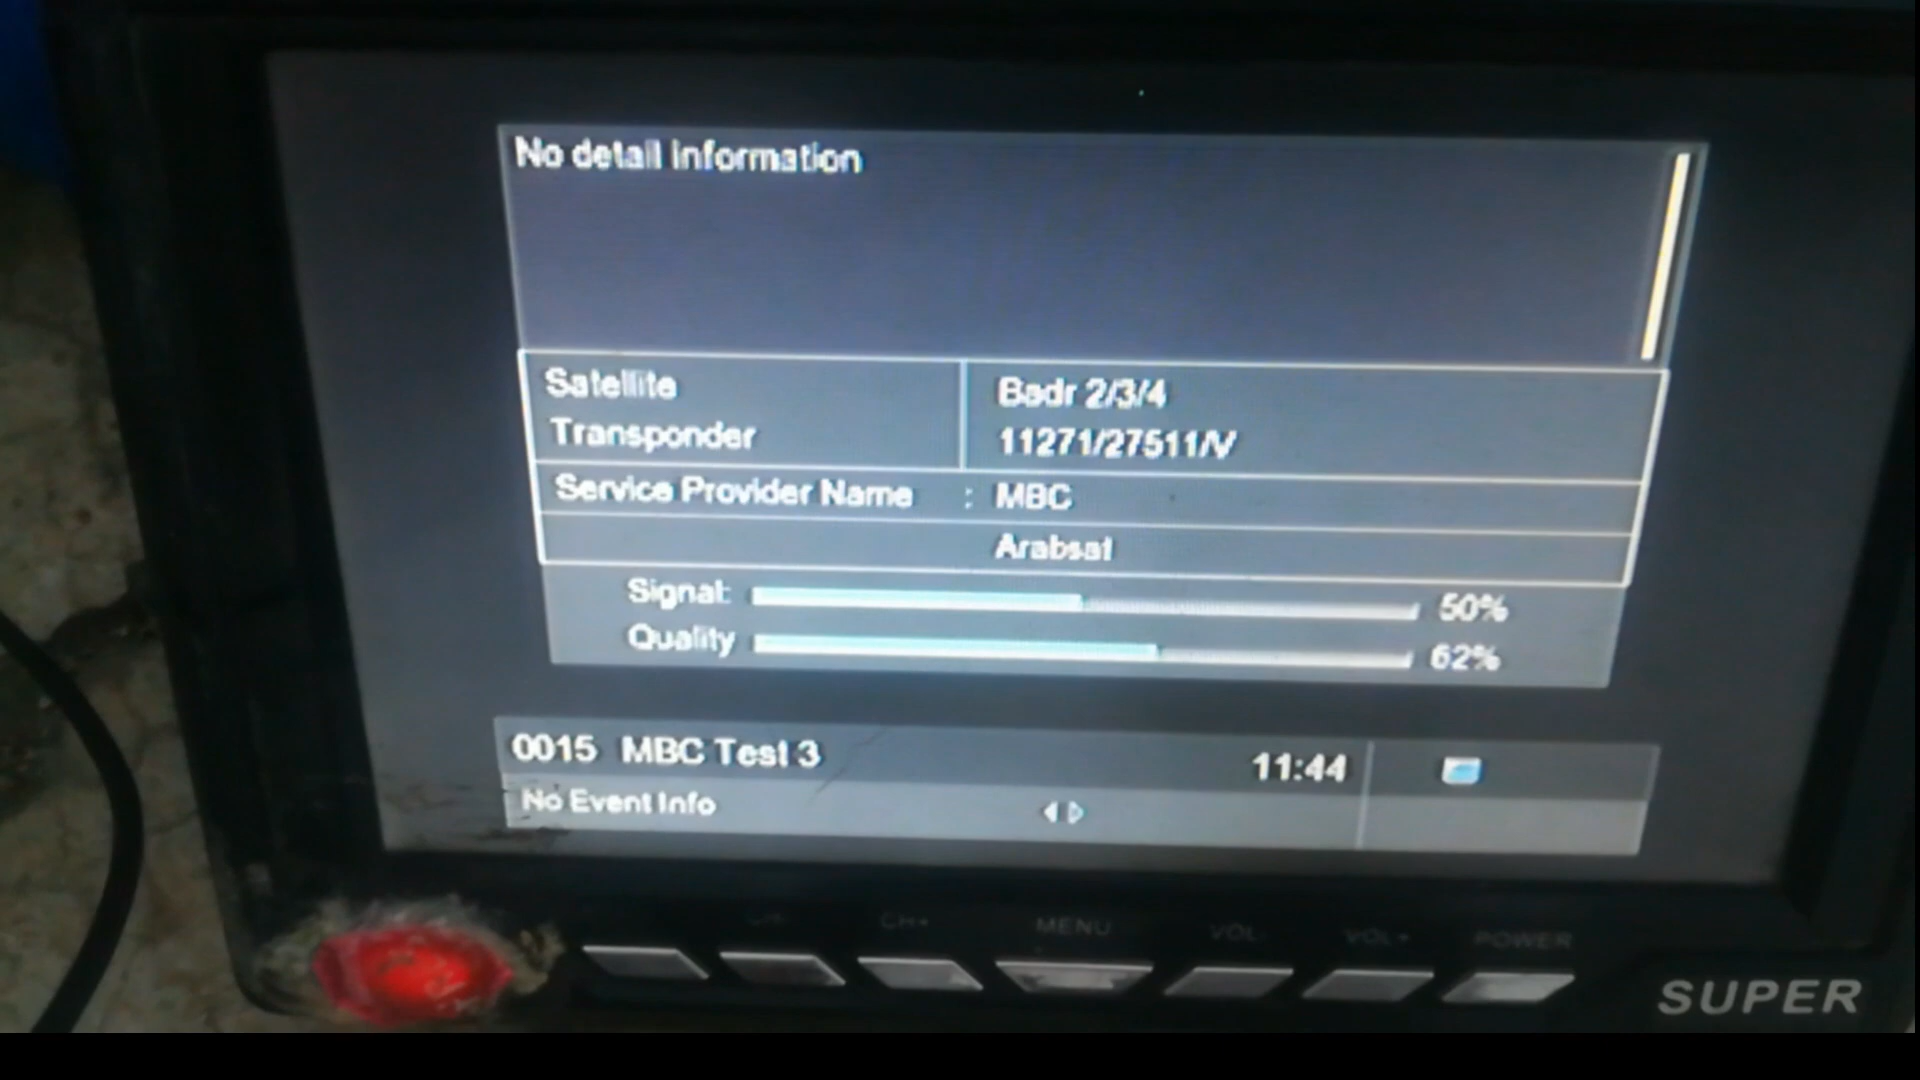 No detail information
Satellite Badr 2/3/4
Transponder 11271/27511/V
Service Provider Name : MBC
Arabsat
Signal: 50%
Quality 62%
0015 MBC Test 3 11:44
No Event Info
CH- CH+ MENU VOL- VOL+ POWER
SUPER